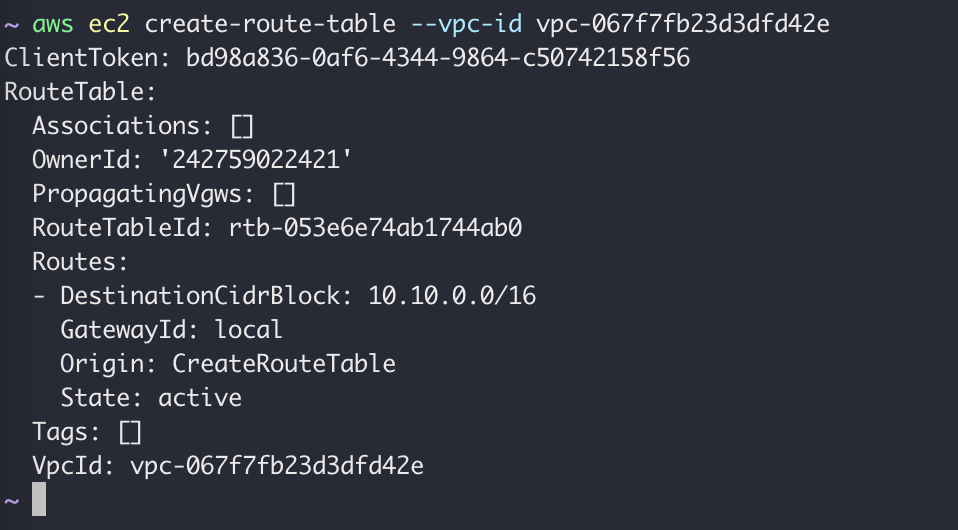 ~ aws ec2 create-route-table --vpc-id vpc-067f7fb23d3dfd42e
ClientToken: bd98a836-0af6-4344-9864-c50742158f56
RouteTable:
  Associations: []
  OwnerId: '242759022421'
  PropagatingVgws: []
  RouteTableId: rtb-053e6e74ab1744ab0
  Routes:
  - DestinationCidrBlock: 10.10.0.0/16
    GatewayId: local
    Origin: CreateRouteTable
    State: active
  Tags: []
  VpcId: vpc-067f7fb23d3dfd42e
~